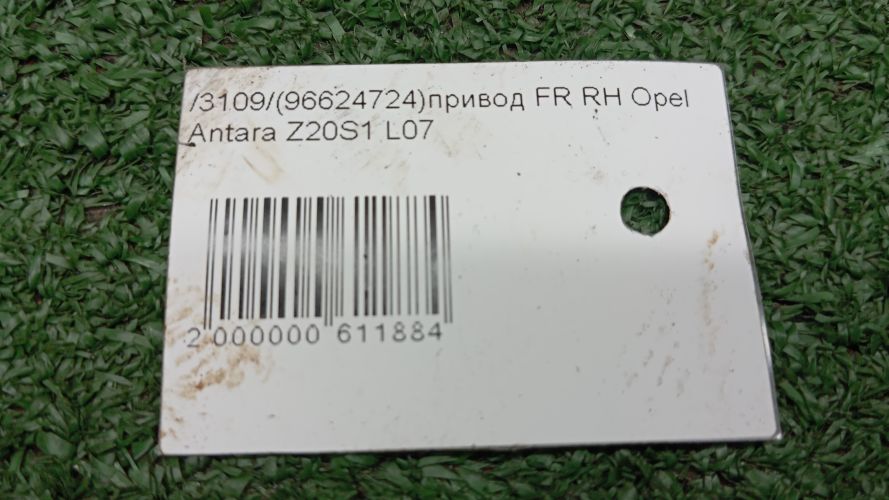 /3109/(96624724)привод FR RH Opel
Antara Z20S1 L07
2 000000 611884